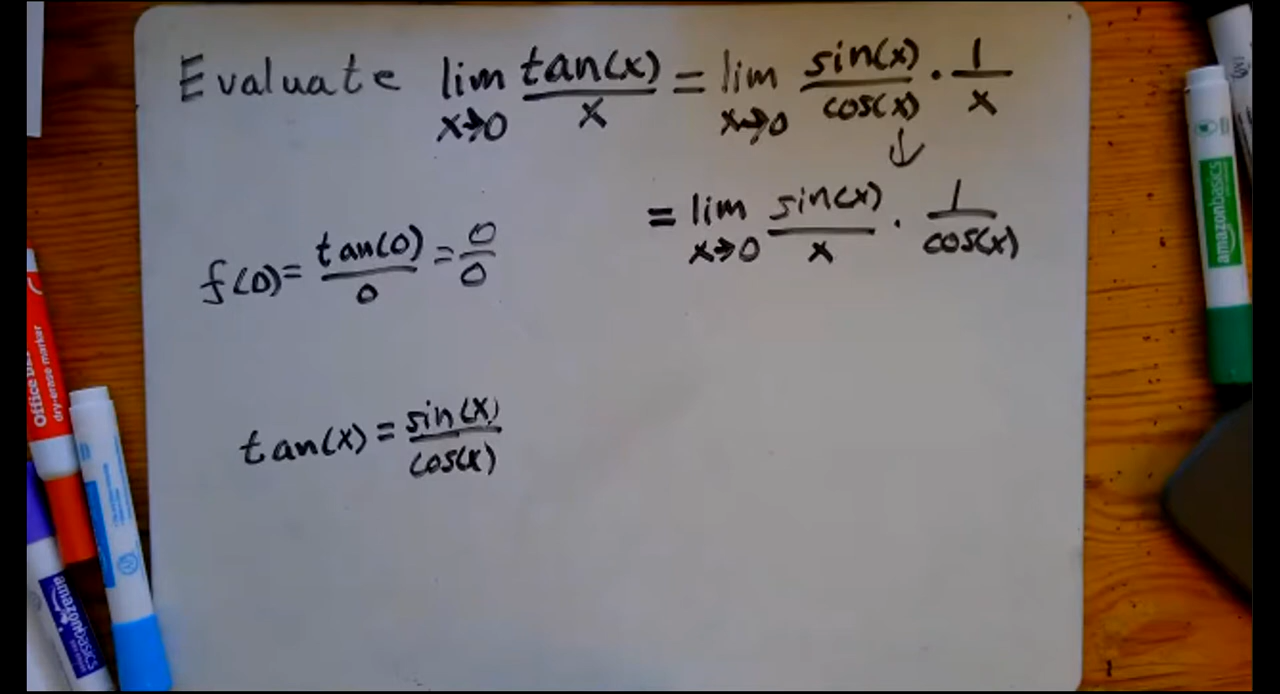 Evaluate lim x→0 tan(x)/x = lim x→0 sin(x)/cos(x) · 1/x
↓
= lim x→0 sin(x)/x · 1/cos(x)
f(0) = tan(0)/0 = 0/0
tan(x) = sin(x)/cos(x)
Office D
dry-erase marker
amazonbasics
amazonbasics